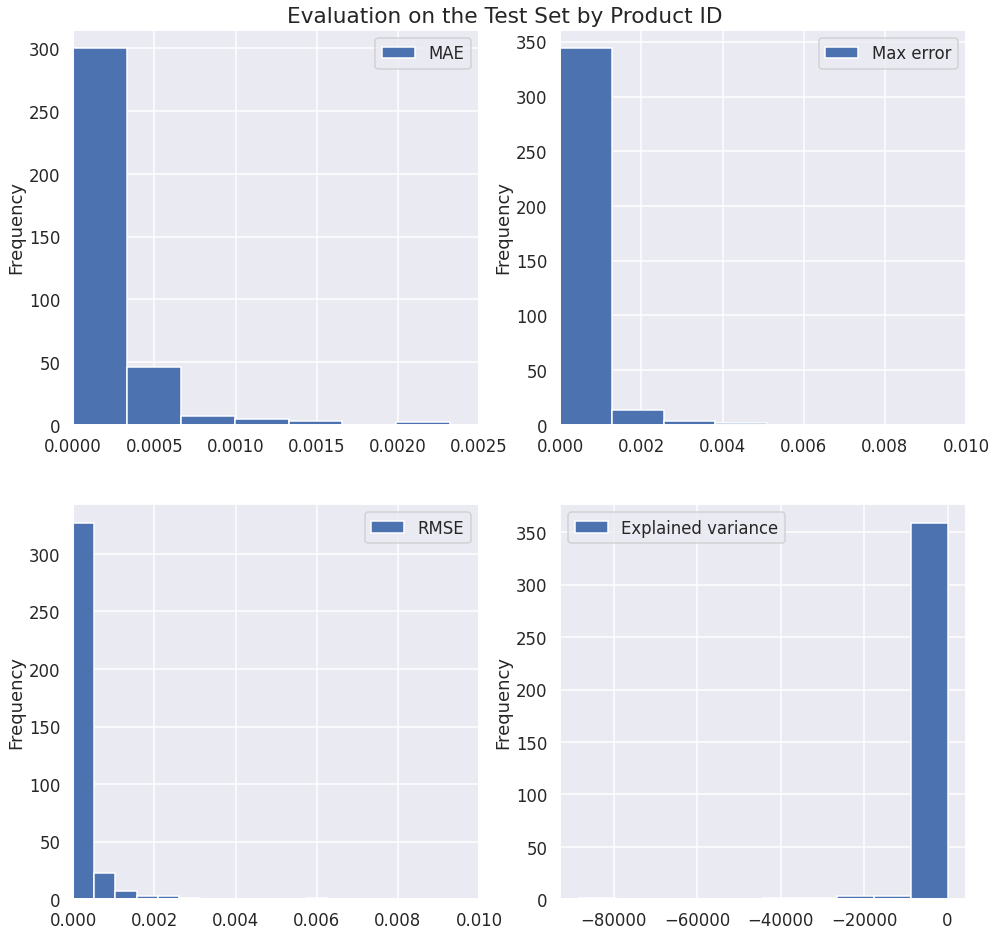 Evaluation on the Test Set by Product ID
MAE
Frequency
300
250
200
150
100
50
0
0.0000 0.0005 0.0010 0.0015 0.0020 0.0025
Max error
Frequency
350
300
250
200
150
100
50
0
0.000 0.002 0.004 0.006 0.008 0.010
RMSE
Frequency
300
250
200
150
100
50
0
0.000 0.002 0.004 0.006 0.008 0.010
Explained variance
Frequency
350
300
250
200
150
100
50
0
−80000 −60000 −40000 −20000 0